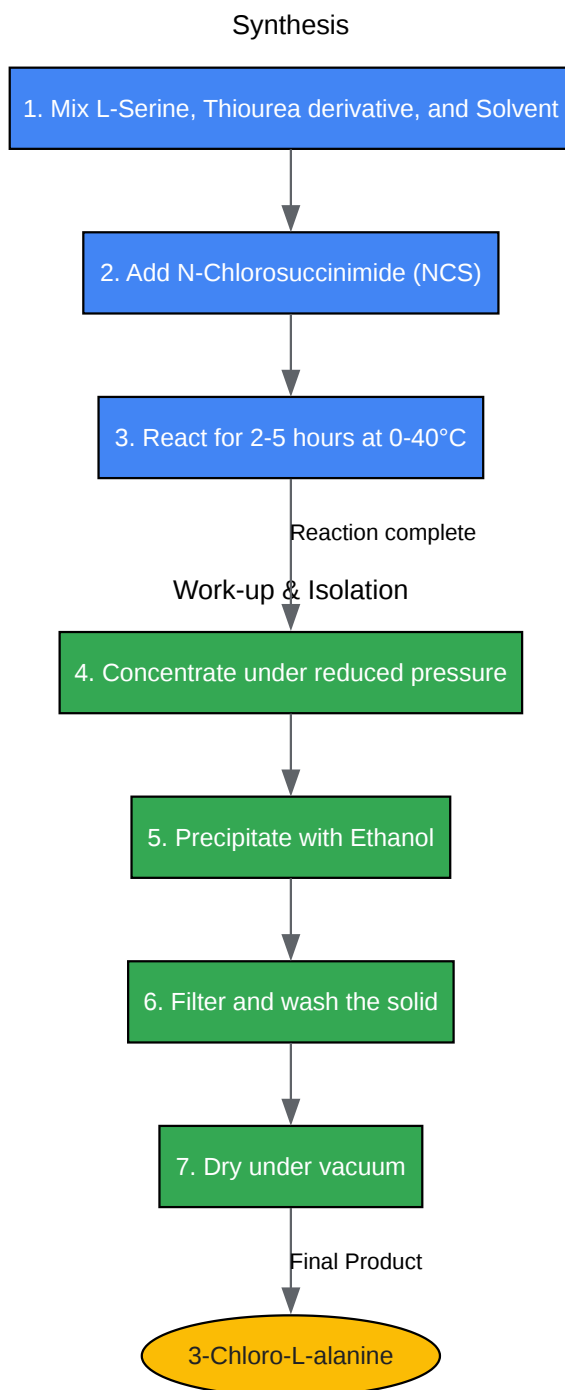 Synthesis
1. Mix L-Serine, Thiourea derivative, and Solvent
2. Add N-Chlorosuccinimide (NCS)
3. React for 2-5 hours at 0-40°C
Reaction complete
Work-up & Isolation
4. Concentrate under reduced pressure
5. Precipitate with Ethanol
6. Filter and wash the solid
7. Dry under vacuum
Final Product
3-Chloro-L-alanine